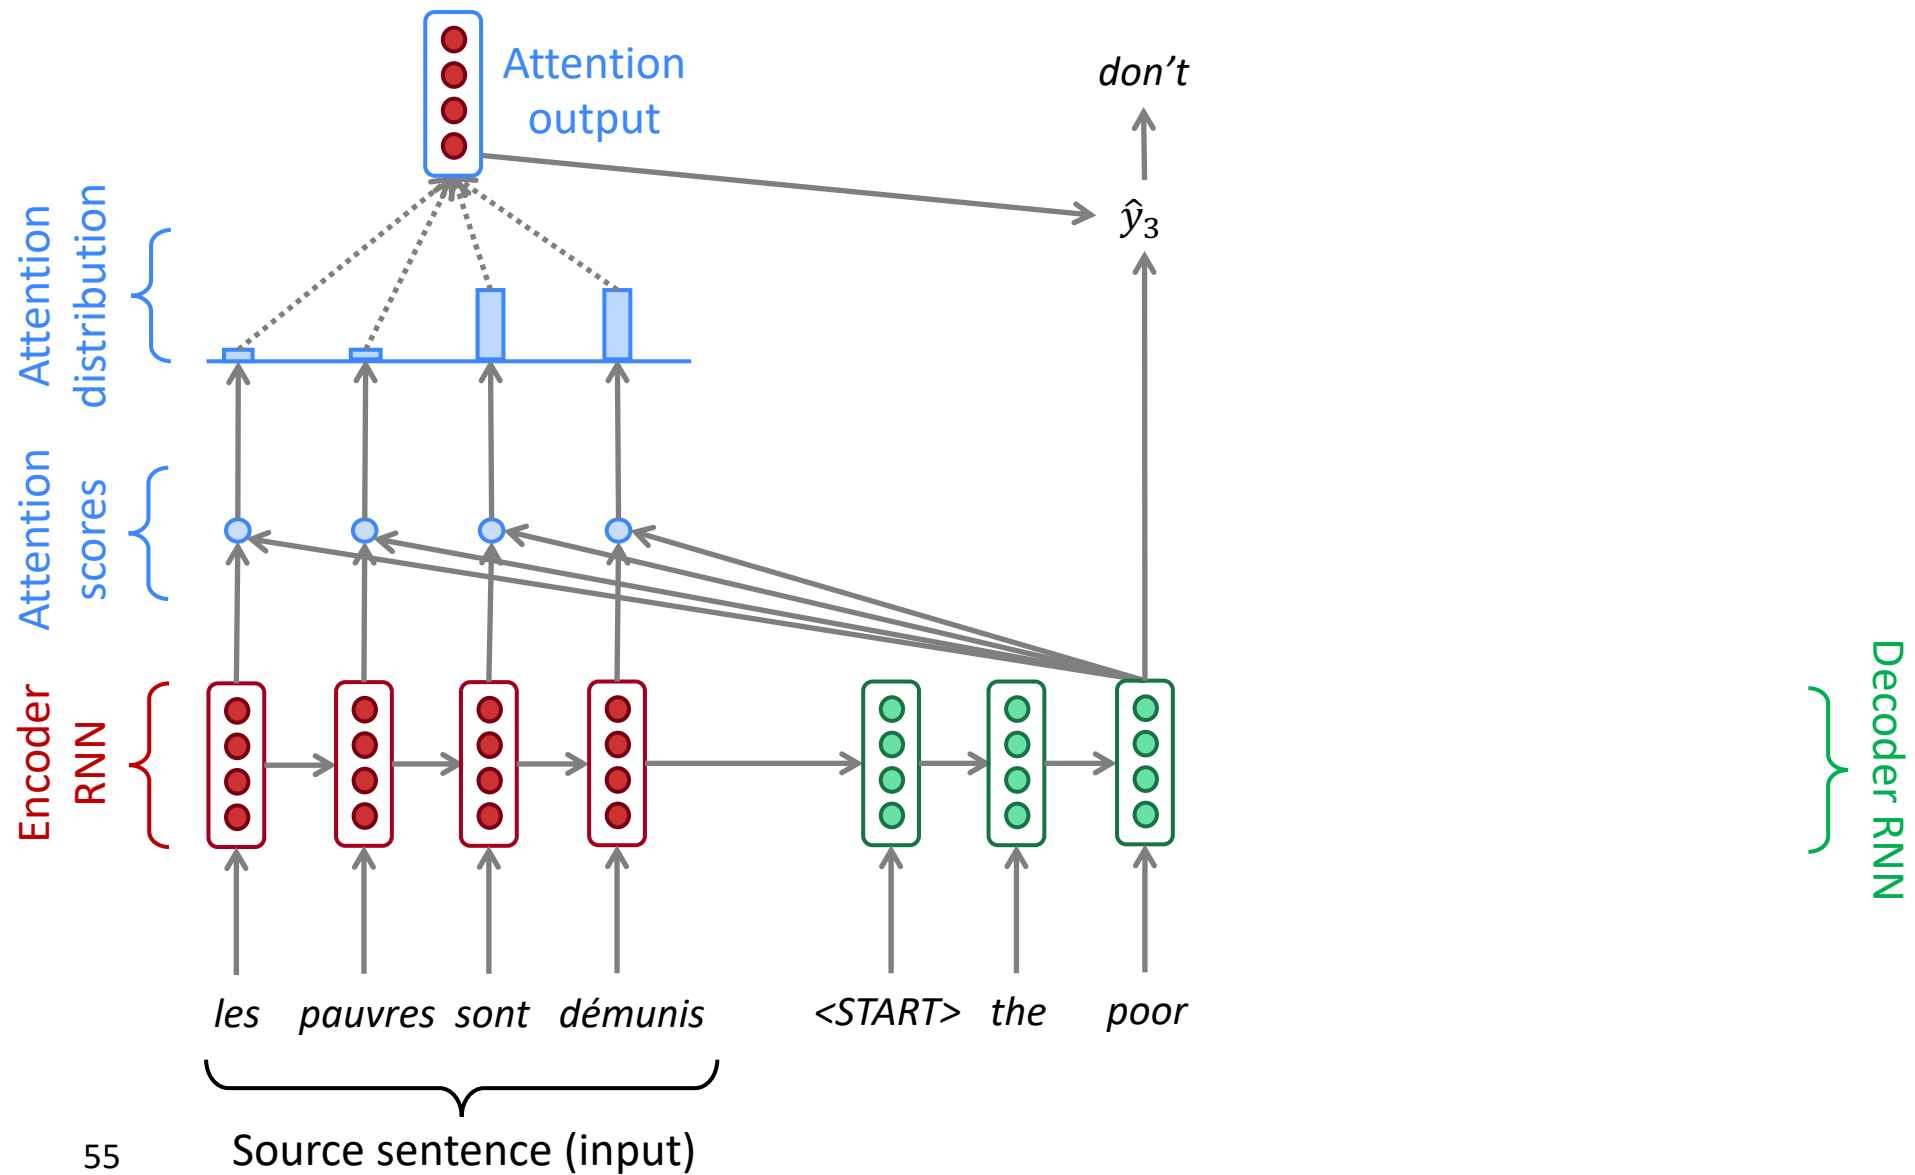 Attention
output
don't
ŷ₃
Attention
distribution
Attention
scores
Encoder
RNN
Decoder RNN
les pauvres sont démunis <START> the poor
Source sentence (input)
55